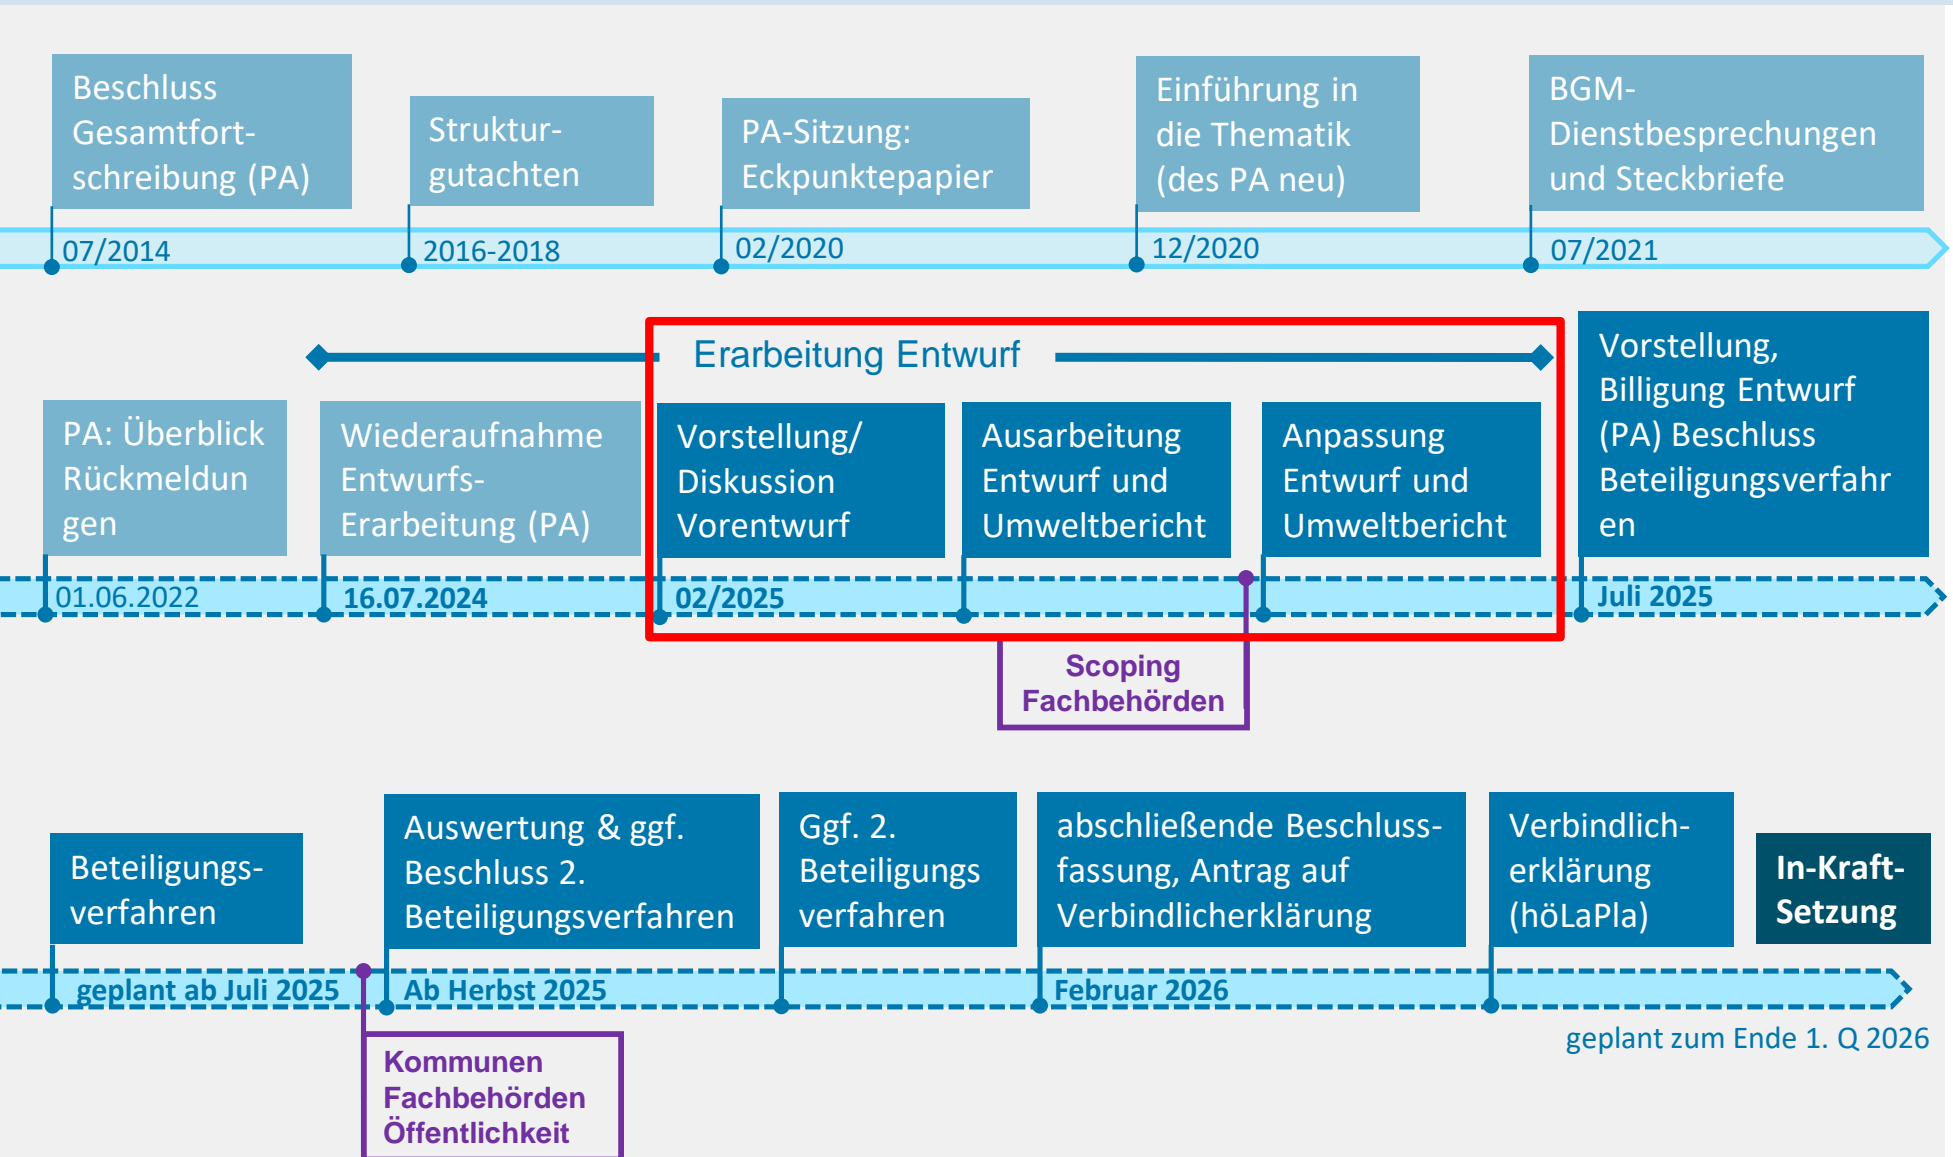 Beschluss
Gesamtfort-
schreibung (PA)
Struktur-
gutachten
PA-Sitzung:
Eckpunktepapier
Einführung in
die Thematik
(des PA neu)
BGM-
Dienstbesprechungen
und Steckbriefe
07/2014
2016-2018
02/2020
12/2020
07/2021
Erarbeitung Entwurf
PA: Überblick
Rückmeldun
gen
Wiederaufnahme
Entwurfs-
Erarbeitung (PA)
Vorstellung/
Diskussion
Vorentwurf
Ausarbeitung
Entwurf und
Umweltbericht
Anpassung
Entwurf und
Umweltbericht
Vorstellung,
Billigung Entwurf
(PA) Beschluss
Beteiligungsverfahr
en
01.06.2022
16.07.2024
02/2025
Juli 2025
Scoping
Fachbehörden
Beteiligungs-
verfahren
Auswertung & ggf.
Beschluss 2.
Beteiligungsverfahren
Ggf. 2.
Beteiligungs
verfahren
abschließende Beschluss-
fassung, Antrag auf
Verbindlicherklärung
Verbindlich-
erklärung
(höLaPla)
In-Kraft-
Setzung
geplant ab Juli 2025
Ab Herbst 2025
Februar 2026
geplant zum Ende 1. Q 2026
Kommunen
Fachbehörden
Öffentlichkeit